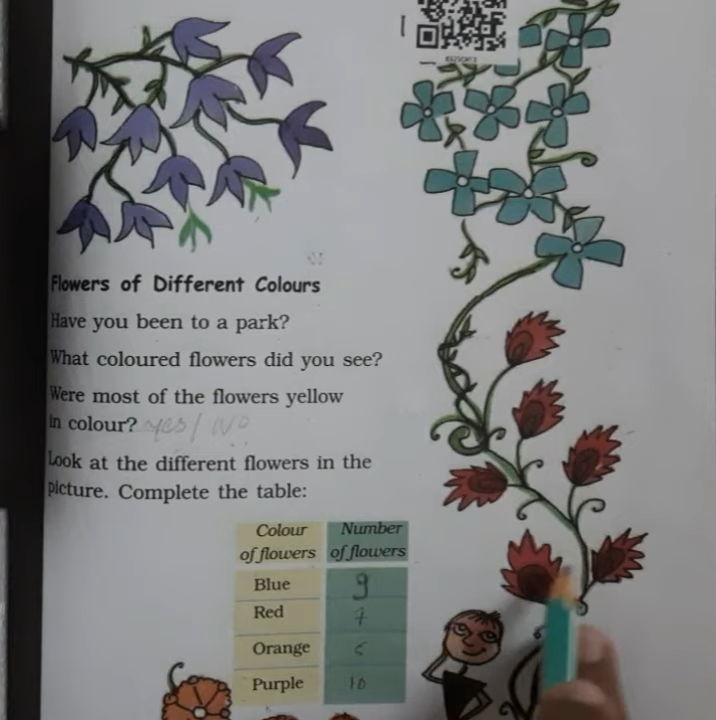 Flowers of Different Colours
Have you been to a park?
What coloured flowers did you see?
Were most of the flowers yellow
in colour? yes/ No
Look at the different flowers in the
picture. Complete the table:
Colour of flowers Number of flowers
Blue 9
Red 7
Orange
Purple 10